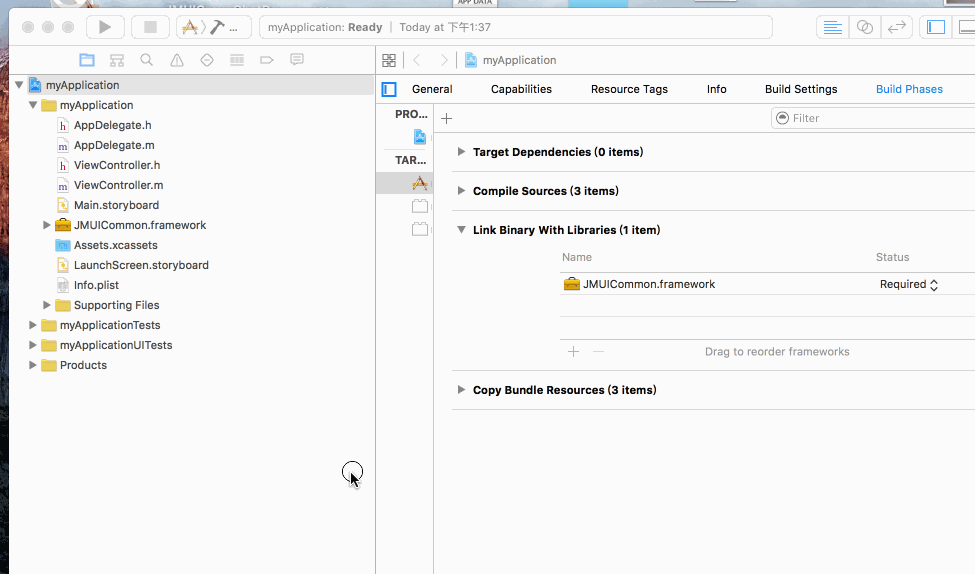 APP DATA
...
myApplication: Ready | Today at 下午1:37
myApplication
General Capabilities Resource Tags Info Build Settings Build Phases
myApplication
myApplication
AppDelegate.h
AppDelegate.m
ViewController.h
ViewController.m
Main.storyboard
JMUICommon.framework
Assets.xcassets
LaunchScreen.storyboard
Info.plist
Supporting Files
myApplicationTests
myApplicationUITests
Products
PRO...
TAR...
Filter
Target Dependencies (0 items)
Compile Sources (3 items)
Link Binary With Libraries (1 item)
Name Status
JMUICommon.framework Required
Drag to reorder frameworks
Copy Bundle Resources (3 items)